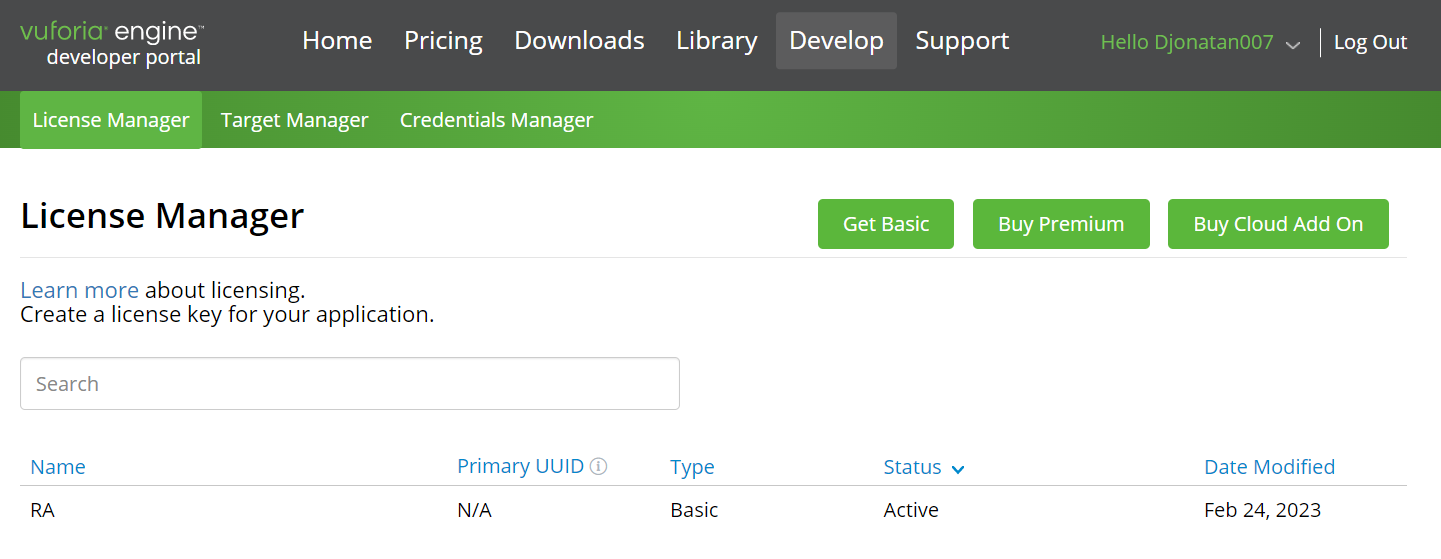 vuforia® engine™
developer portal
Home Pricing Downloads Library Develop Support
Hello Djonatan007 Log Out
License Manager Target Manager Credentials Manager
License Manager
Get Basic Buy Premium Buy Cloud Add On
Learn more about licensing.
Create a license key for your application.
Search
Name Primary UUID i Type Status Date Modified
RA N/A Basic Active Feb 24, 2023